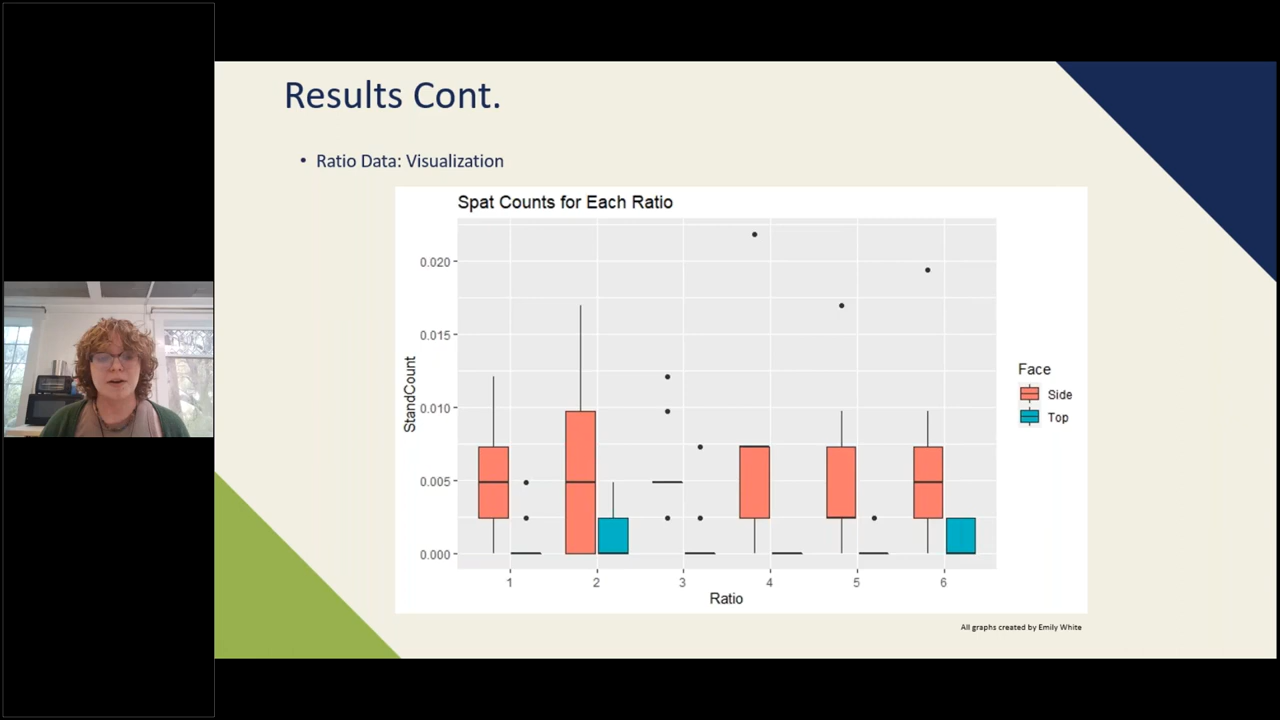 Results Cont.
• Ratio Data: Visualization
Spat Counts for Each Ratio
0.020
0.015
0.010
0.005
0.000
StandCount
1 2 3 4 5 6
Ratio
Face
Side
Top
All graphs created by Emily White